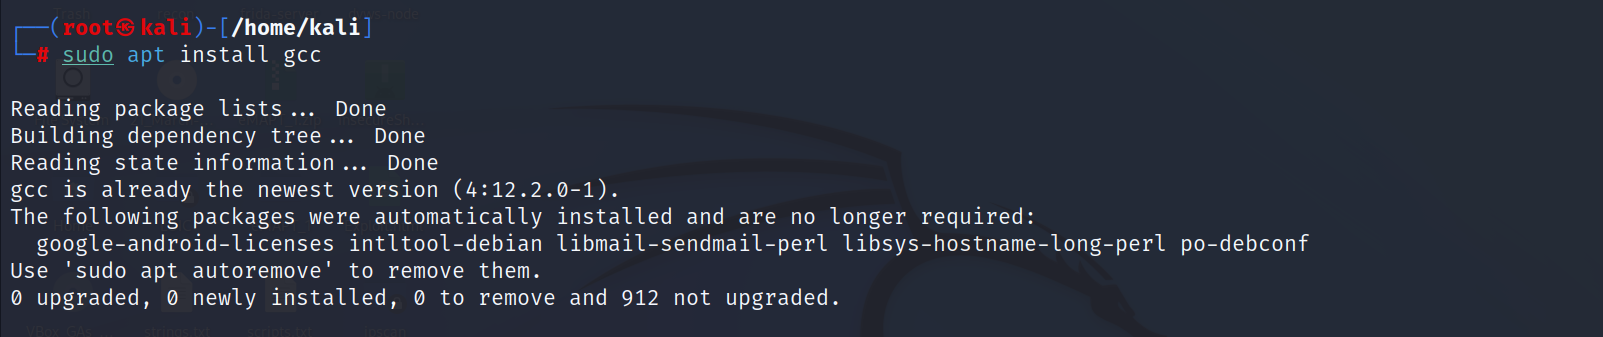 ┌──(root㉿kali)-[/home/kali]
└─# sudo apt install gcc
Reading package lists... Done
Building dependency tree... Done
Reading state information... Done
gcc is already the newest version (4:12.2.0-1).
The following packages were automatically installed and are no longer required:
google-android-licenses intltool-debian libmail-sendmail-perl libsys-hostname-long-perl po-debconf
Use 'sudo apt autoremove' to remove them.
0 upgraded, 0 newly installed, 0 to remove and 912 not upgraded.